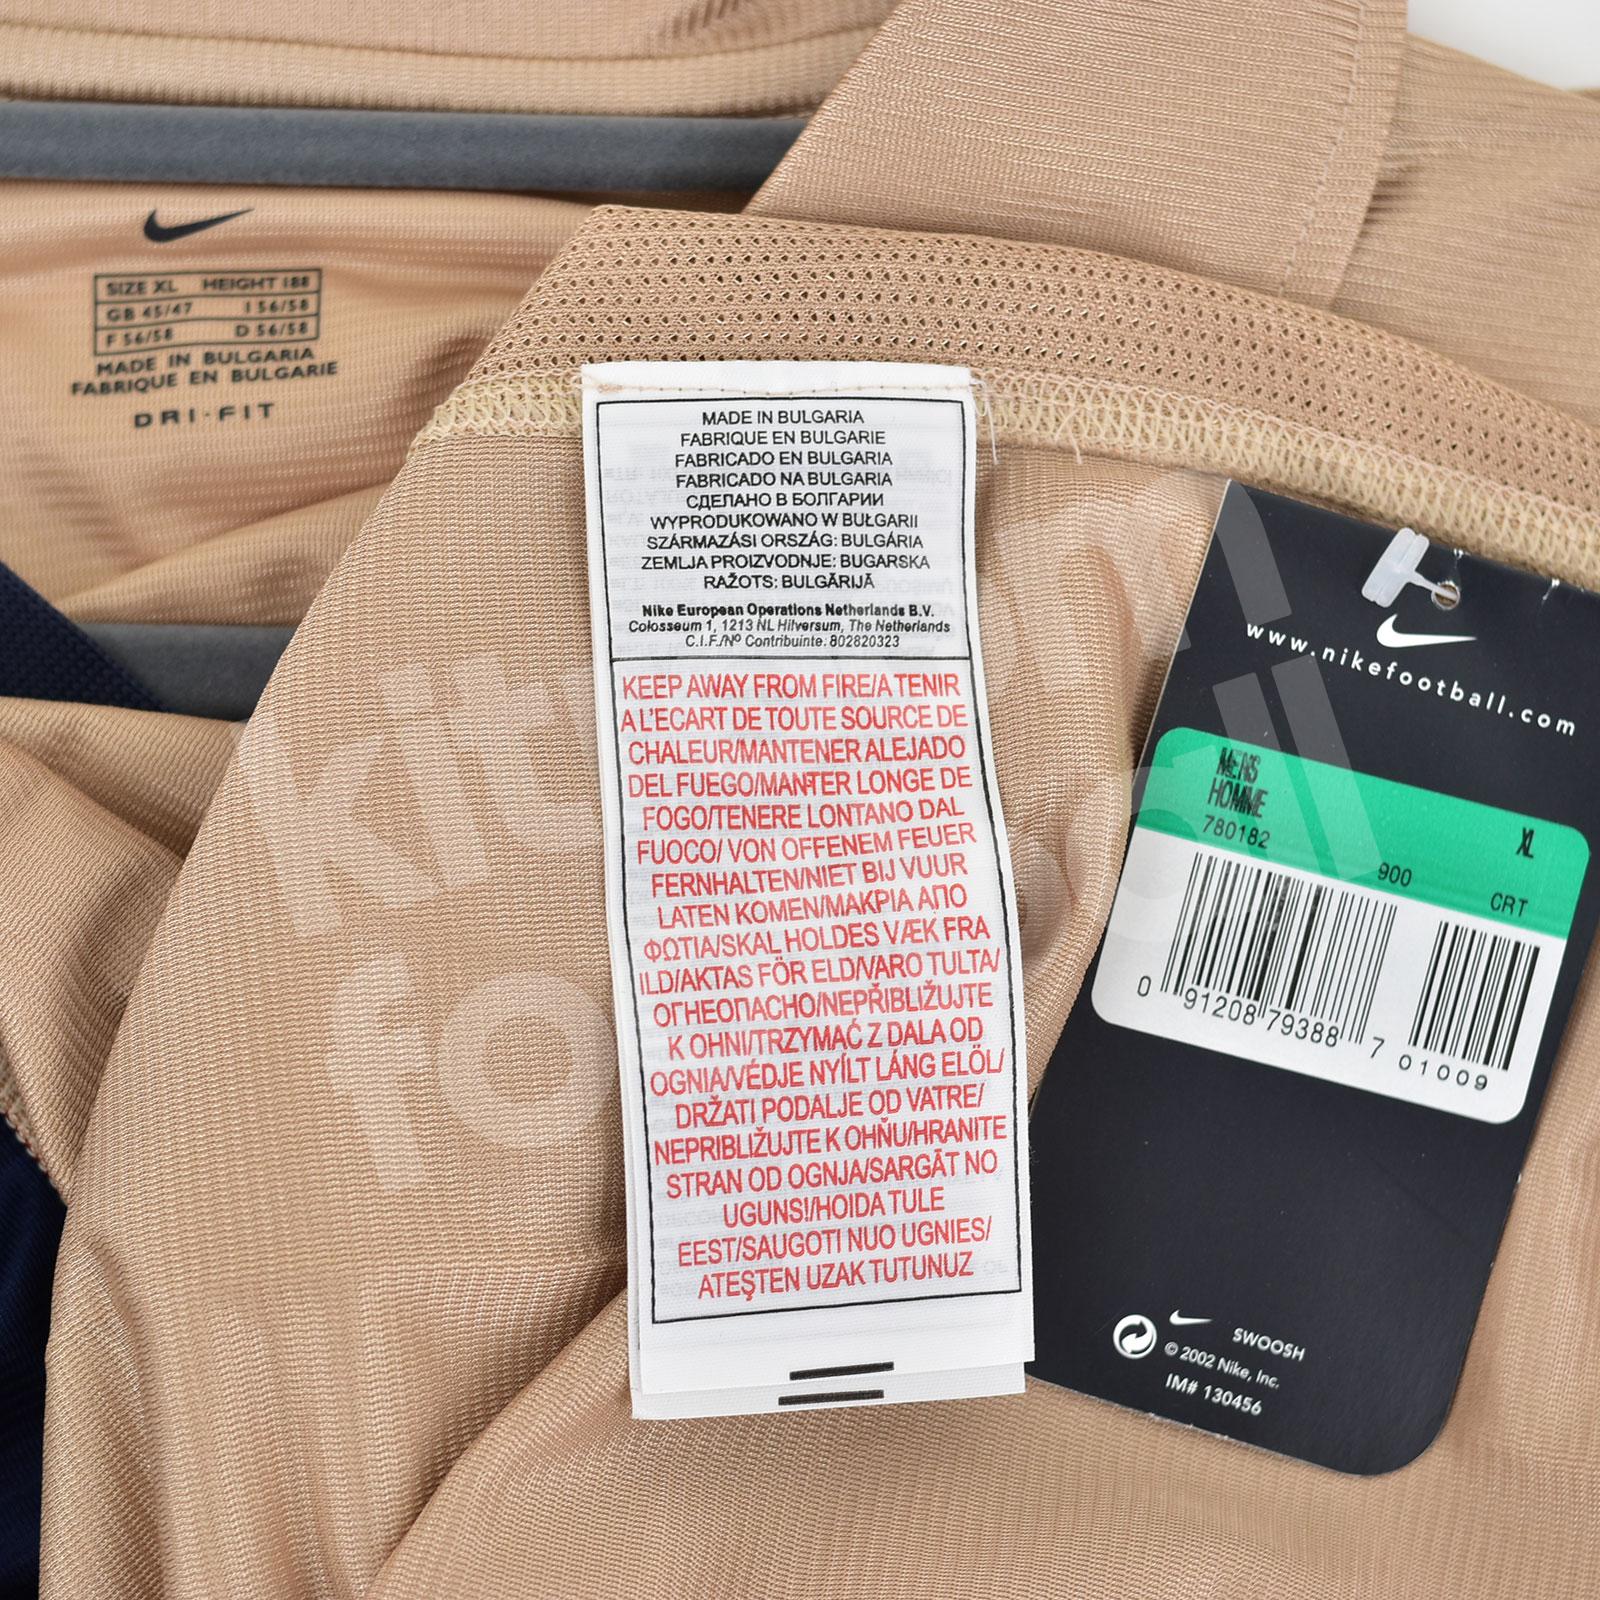 SIZE XL HEIGHT 188
GB 45/47 I 56/58
F 56/58 D 56/58
MADE IN BULGARIA
FABRIQUE EN BULGARIE
DRI-FIT
MADE IN BULGARIA
FABRIQUE EN BULGARIE
FABRICADO EN BULGARIA
FABRICADO NA BULGARIA
СДЕЛАНО В БОЛГАРИИ
WYPRODUKOWANO W BUŁGARII
SZÁRMAZÁSI ORSZÁG: BULGÁRIA
ZEMLJA PROIZVODNJE: BUGARSKA
RAŽOTS: BULGĀRIJĀ
Nike European Operations Netherlands B.V.
Colosseum 1, 1213 NL Hilversum, The Netherlands
C.I.F./Nº Contribuinte: 802820323
KEEP AWAY FROM FIRE/A TENIR
A L'ECART DE TOUTE SOURCE DE
CHALEUR/MANTENER ALEJADO
DEL FUEGO/MANTER LONGE DE
FOGO/TENERE LONTANO DAL
FUOCO/ VON OFFENEM FEUER
FERNHALTEN/NIET BIJ VUUR
LATEN KOMEN/ΜΑΚΡΙΑ ΑΠΟ
ΦΩΤΙΑ/SKAL HOLDES VÆK FRA
ILD/AKTAS FÖR ELD/VARO TULTA/
ОГНЕОПАСНО/NEPŘIBLIŽUJTE
K OHNI/TRZYMAĆ Z DALA OD
OGNIA/VÉDJE NYÍLT LÁNG ELÖL/
DRŽATI PODALJE OD VATRE/
NEPRIBLIŽUJTE K OHŇU/HRANITE
STRAN OD OGNJA/SARGĀT NO
UGUNS!/HOIDA TULE
EEST/SAUGOTI NUO UGNIES/
ATEŞTEN UZAK TUTUNUZ
www.nikefootball.com
MENS
HOMME
780182 XL
900 CRT
0 91208 79388 7 01009
SWOOSH
© 2002 Nike, Inc.
IM# 130456